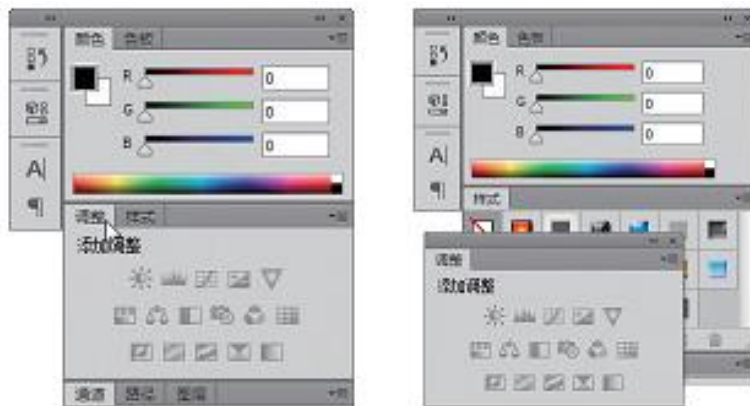 颜色 色板
R 0
G 0
B 0
A
调整 样式
添加调整
通道 路径 图层
颜色 色板
R 0
G 0
B 0
A
样式
调整
添加调整